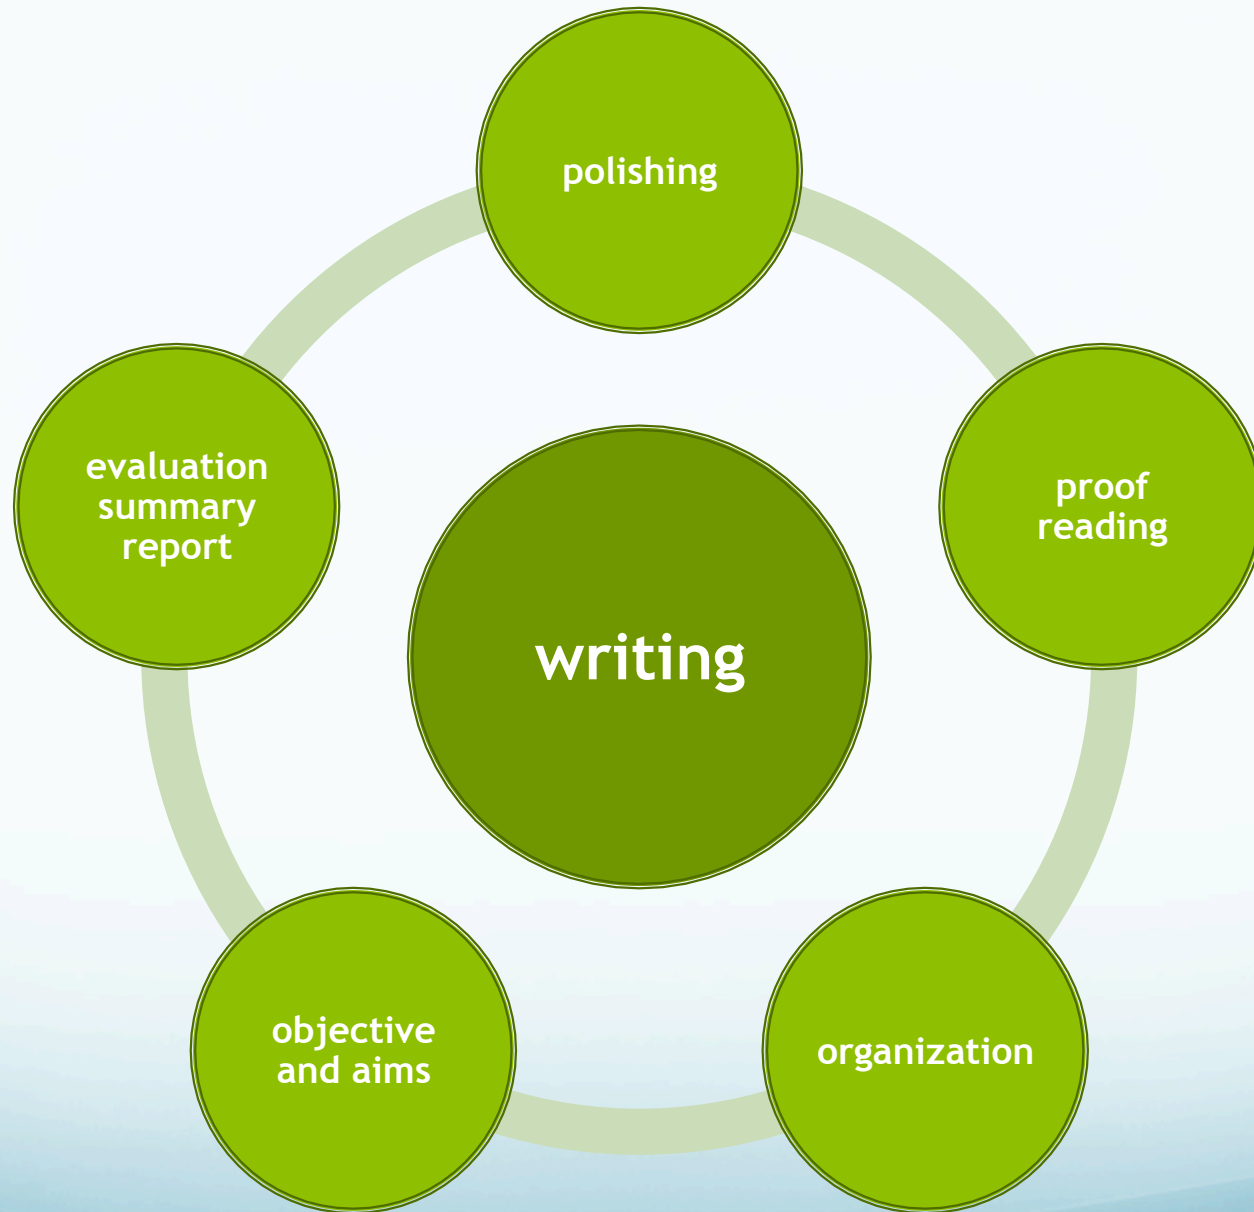 polishing
evaluation
summary
report
proof
reading
writing
objective
and aims
organization